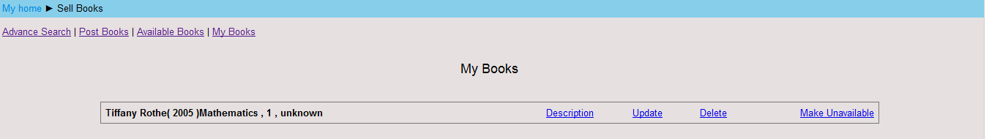 My home ► Sell Books
Advance Search | Post Books | Available Books | My Books
My Books
Tiffany Rothe( 2005 )Mathematics , 1 , unknown Description Update Delete Make Unavailable